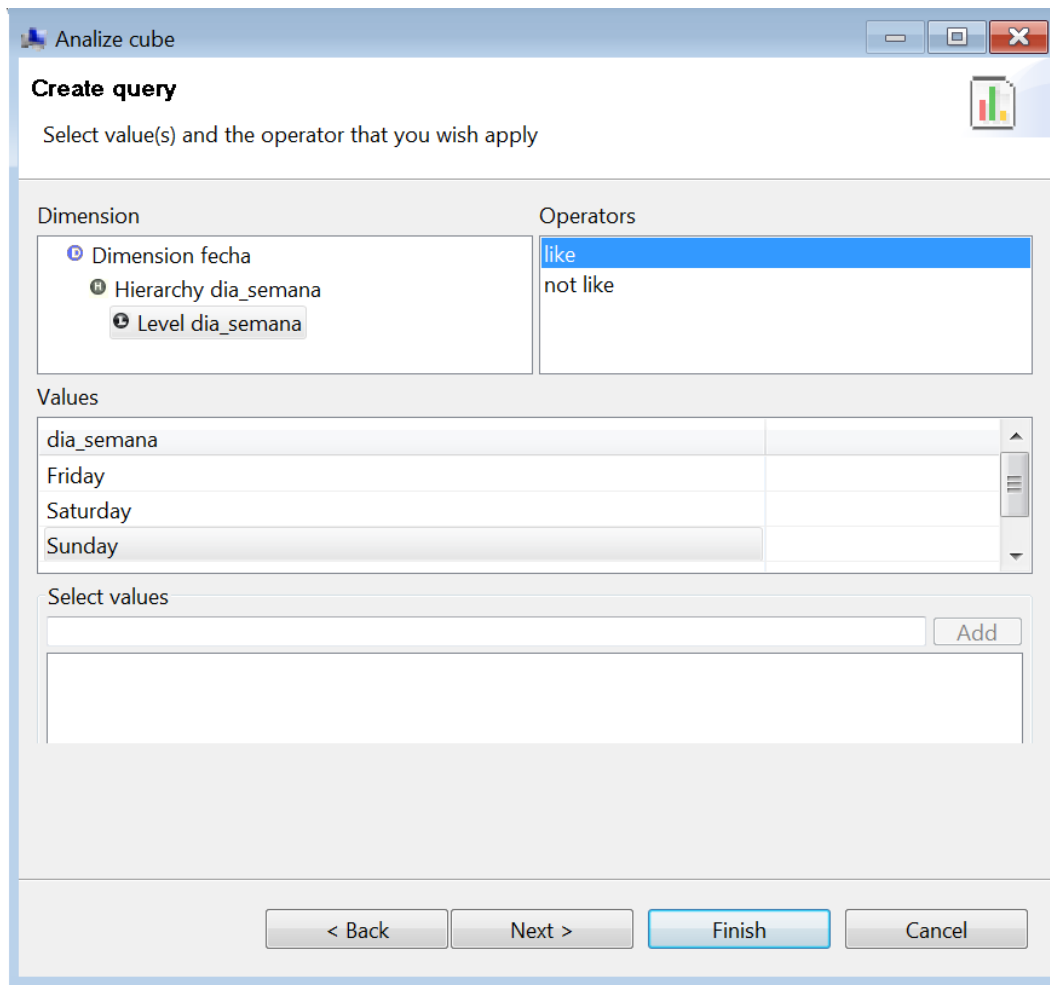 Analize cube
Create query
Select value(s) and the operator that you wish apply
Dimension
Operators
D Dimension fecha
H Hierarchy dia_semana
L Level dia_semana
like
not like
Values
dia_semana
Friday
Saturday
Sunday
Select values
Add
< Back
Next >
Finish
Cancel